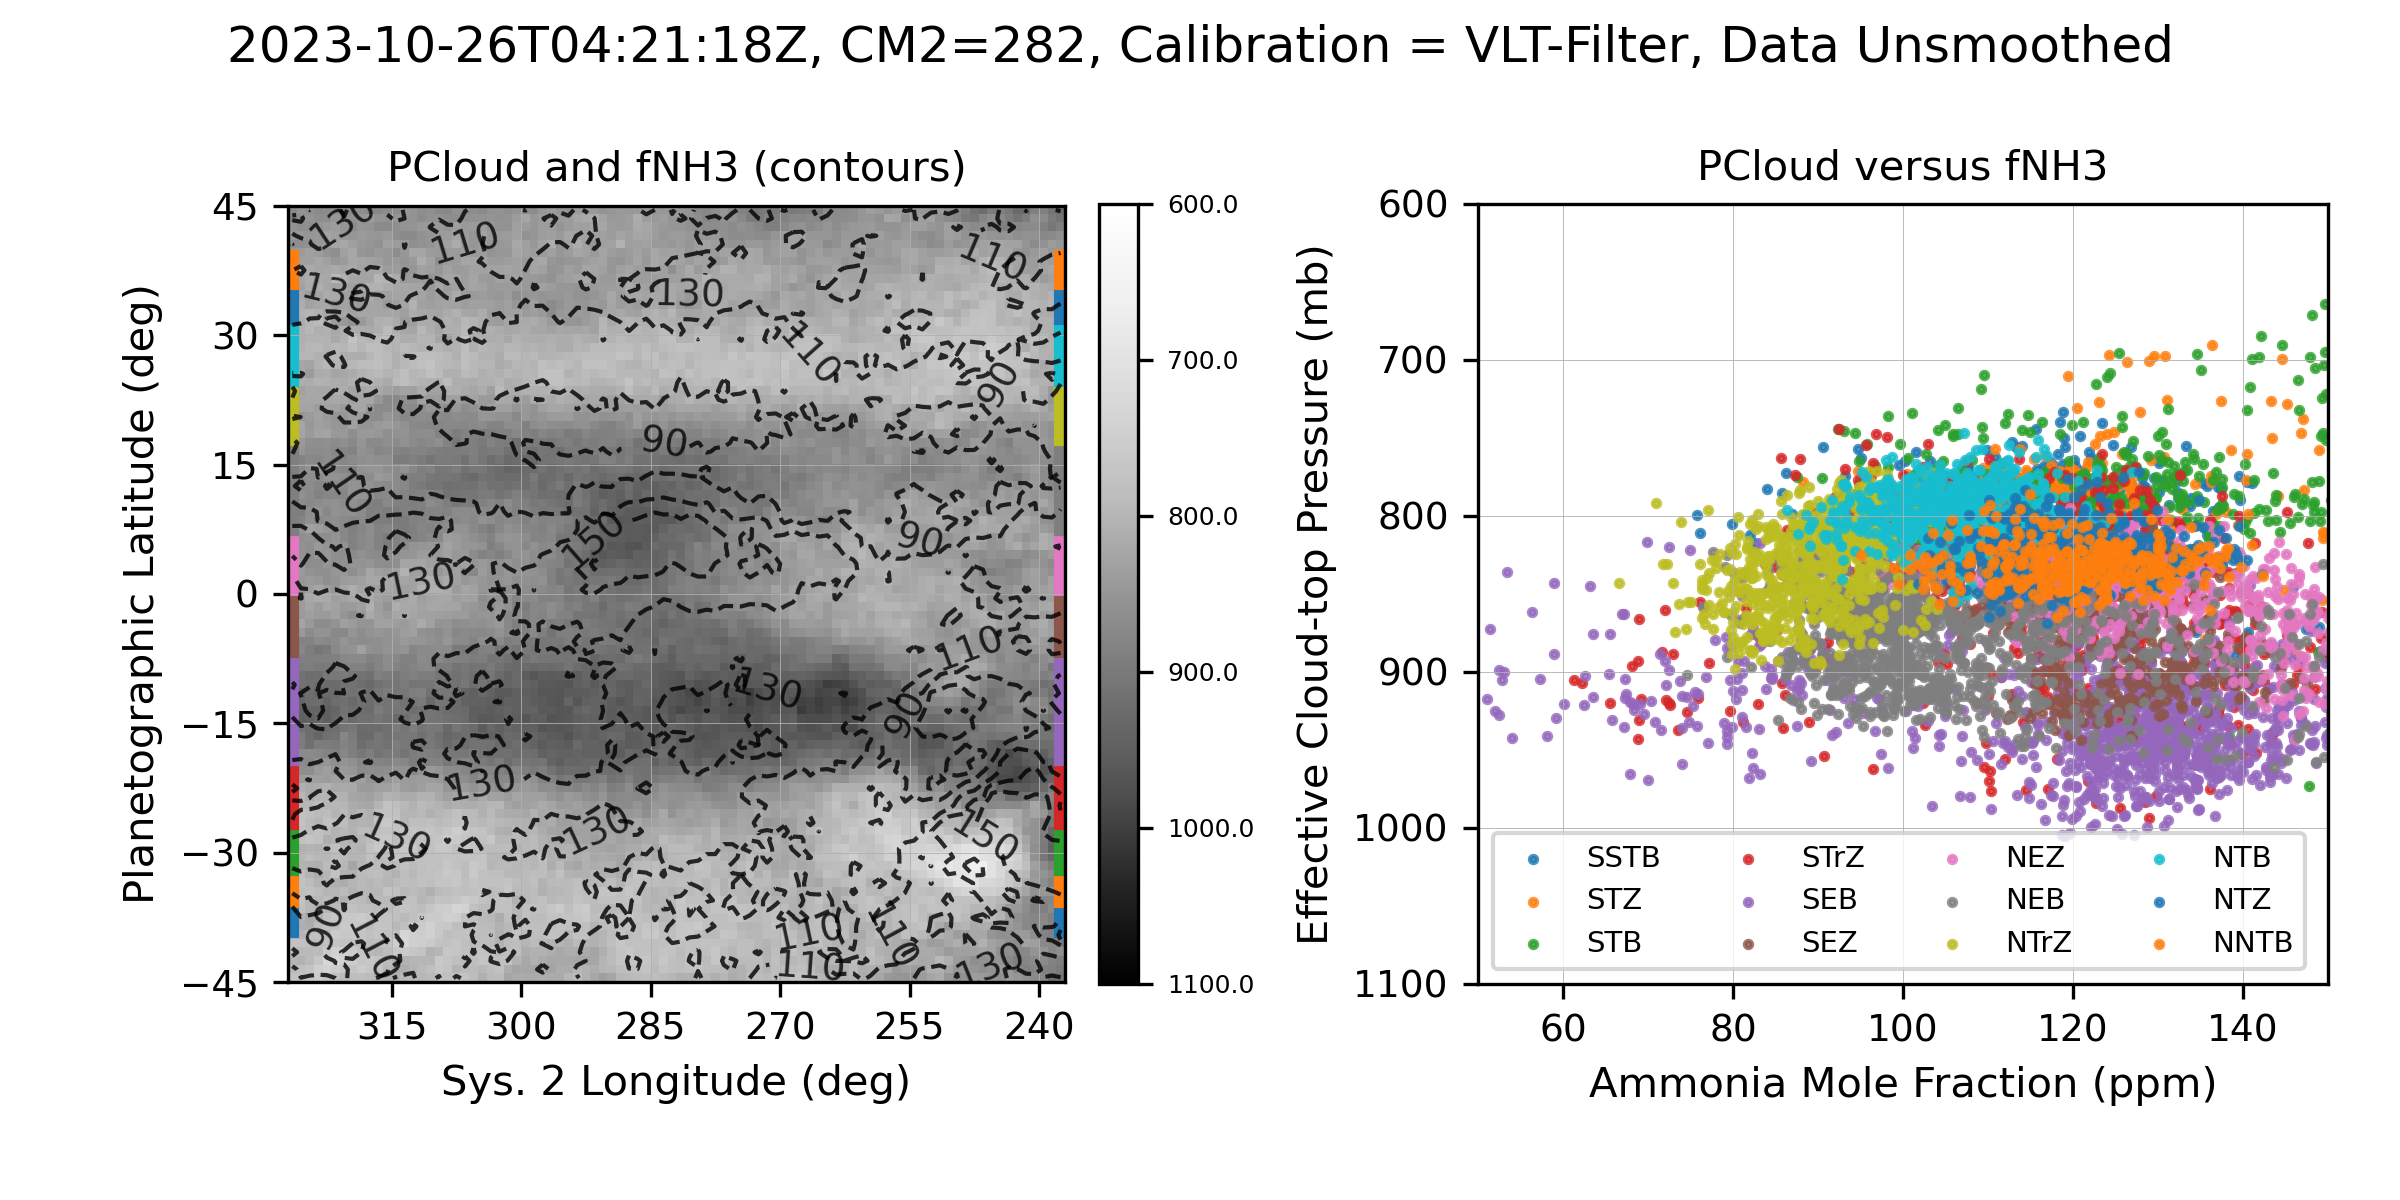 2023-10-26T04:21:18Z, CM2=282, Calibration = VLT-Filter, Data Unsmoothed
PCloud and fNH3 (contours)
Planetographic Latitude (deg)
45
30
15
0
−15
−30
−45
130
110
110
130
130
110
90
90
110
150
90
130
110
130
90
130
130
130
150
90
110
110
110
110
130
315
300
285
270
255
240
Sys. 2 Longitude (deg)
600.0
700.0
800.0
900.0
1000.0
1100.0
PCloud versus fNH3
Effective Cloud-top Pressure (mb)
600
700
800
900
1000
1100
SSTB
STZ
STB
STrZ
SEB
SEZ
NEZ
NEB
NTrZ
NTB
NTZ
NNTB
60
80
100
120
140
Ammonia Mole Fraction (ppm)